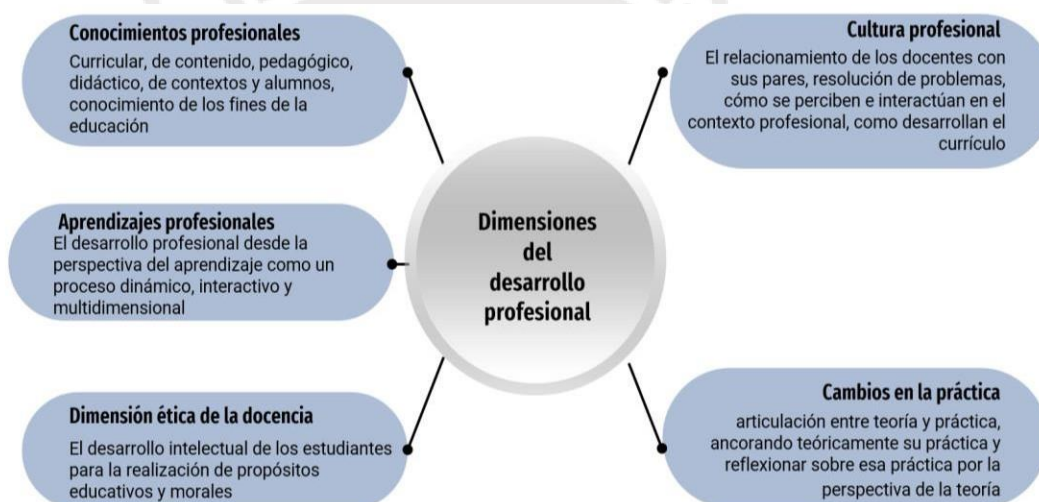 Conocimientos profesionales
Curricular, de contenido, pedagógico,
didáctico, de contextos y alumnos,
conocimiento de los fines de la
educación
Aprendizajes profesionales
El desarrollo profesional desde la
perspectiva del aprendizaje como un
proceso dinámico, interactivo y
multidimensional
Dimensión ética de la docencia
El desarrollo intelectual de los estudiantes
para la realización de propósitos
educativos y morales
Dimensiones
del
desarrollo
profesional
Cultura profesional
El relacionamiento de los docentes con
sus pares, resolución de problemas,
cómo se perciben e interactúan en el
contexto profesional, como desarrollan el
currículo
Cambios en la práctica
articulación entre teoría y práctica,
ancorando teóricamente su práctica y
reflexionar sobre esa práctica por la
perspectiva de la teoría